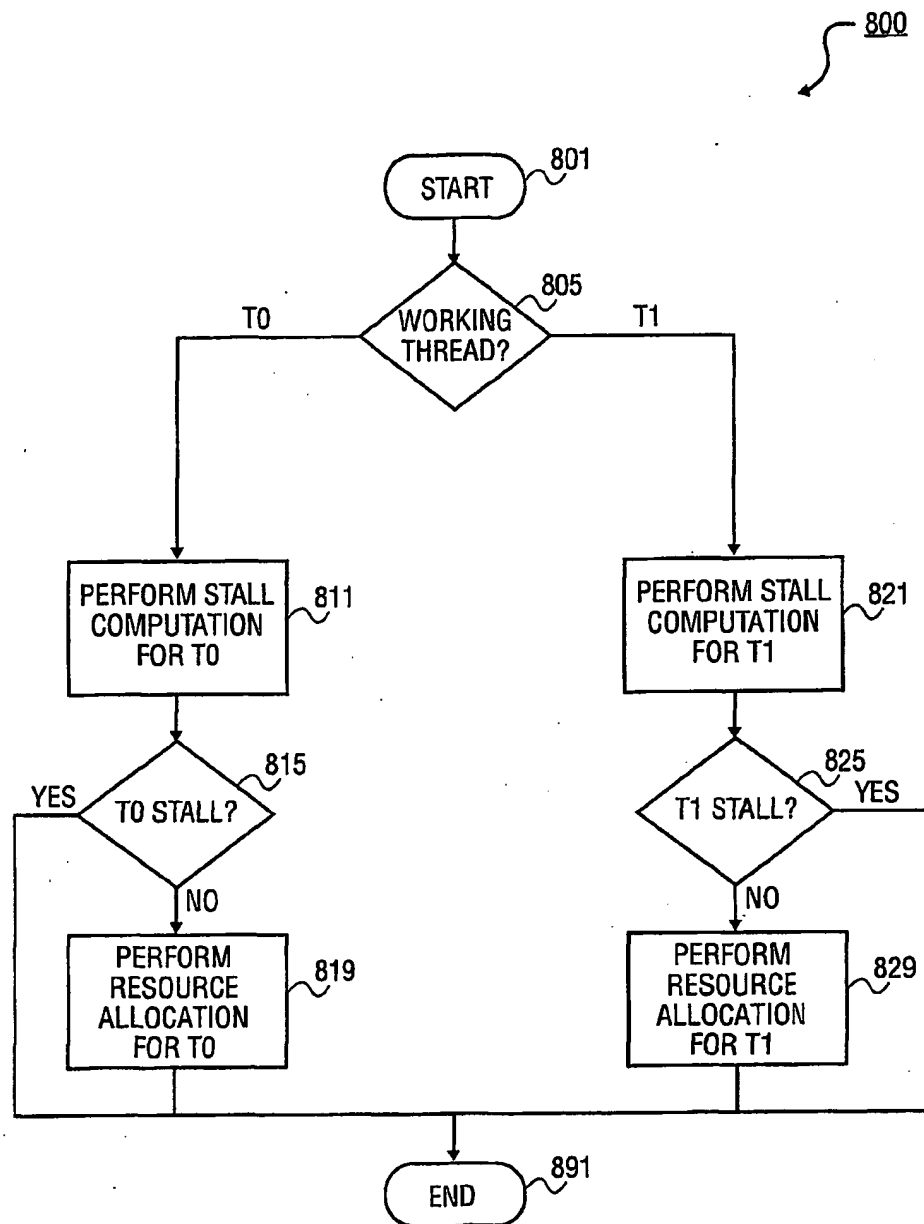 800
START
801
805
WORKING
THREAD?
T0
T1
PERFORM STALL
COMPUTATION
FOR T0
811
PERFORM STALL
COMPUTATION
FOR T1
821
815
YES
T0 STALL?
NO
825
T1 STALL?
YES
NO
PERFORM
RESOURCE
ALLOCATION
FOR T0
819
PERFORM
RESOURCE
ALLOCATION
FOR T1
829
END
891